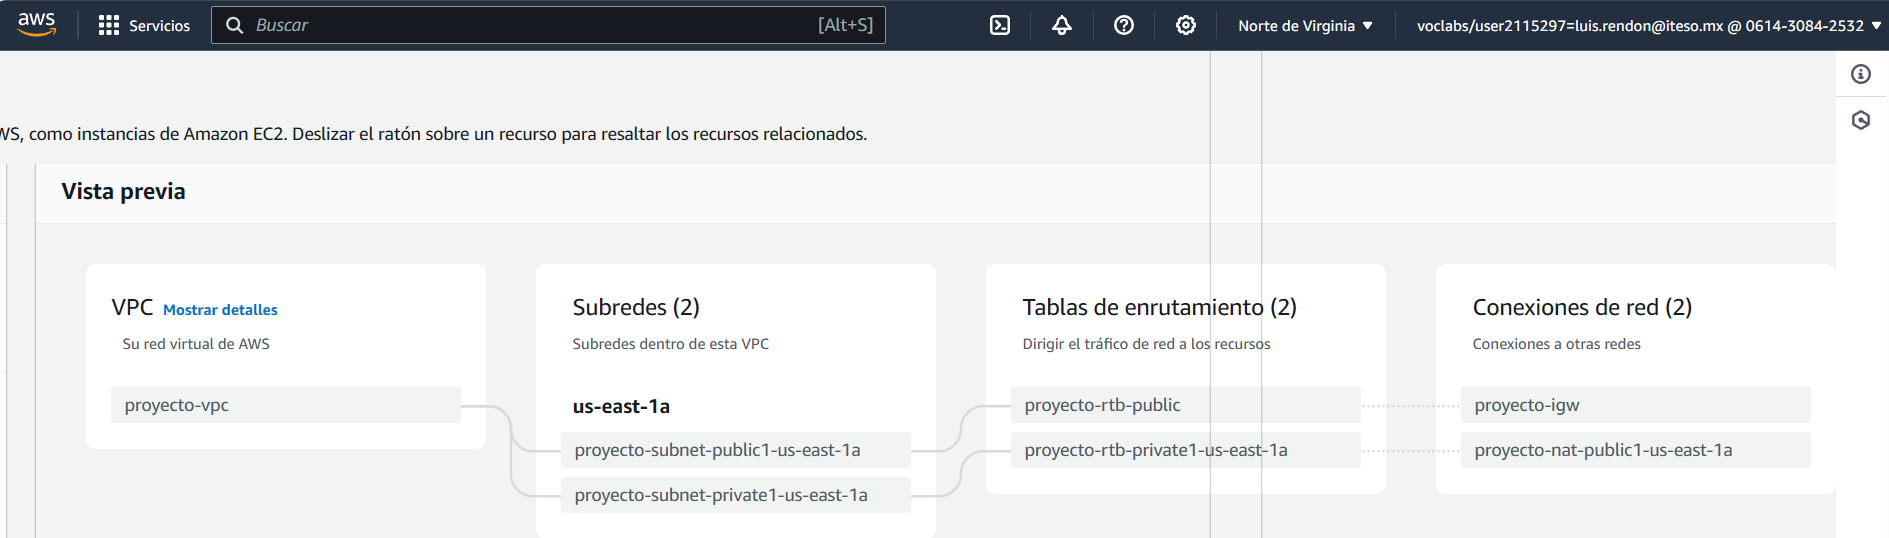 aws
Servicios
Buscar
[Alt+S]
Norte de Virginia
voclabs/user2115297=luis.rendon@iteso.mx @ 0614-3084-2532
WS, como instancias de Amazon EC2. Deslizar el ratón sobre un recurso para resaltar los recursos relacionados.
Vista previa
VPC Mostrar detalles
Su red virtual de AWS
proyecto-vpc
Subredes (2)
Subredes dentro de esta VPC
us-east-1a
proyecto-subnet-public1-us-east-1a
proyecto-subnet-private1-us-east-1a
Tablas de enrutamiento (2)
Dirigir el tráfico de red a los recursos
proyecto-rtb-public
proyecto-rtb-private1-us-east-1a
Conexiones de red (2)
Conexiones a otras redes
proyecto-igw
proyecto-nat-public1-us-east-1a